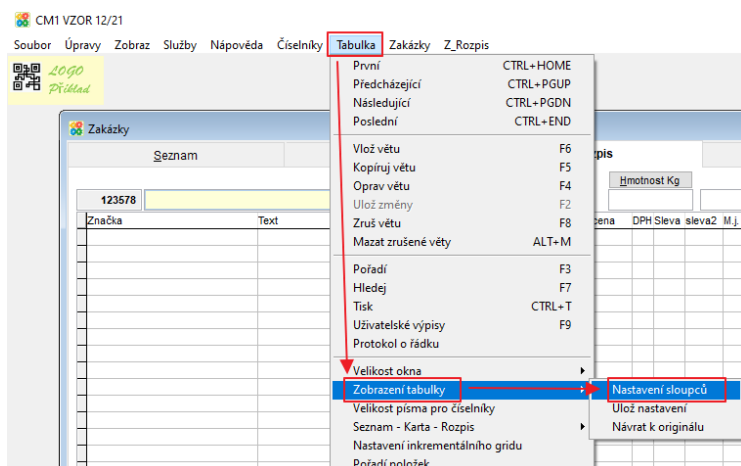 CM1 VZOR 12/21
Soubor Úpravy Zobraz Služby Nápověda Číselníky Tabulka Zakázky Z_Rozpis
LOGO
Příklad
První CTRL+HOME
Předcházející CTRL+PGUP
Následující CTRL+PGDN
Poslední CTRL+END
Zakázky
Vlož větu F6
Seznam
pis
Kopíruj větu F5
Oprav větu F4
Hmotnost Kg
Ulož změny F2
123578
Zruš větu F8
Značka Text
cena DPH Sleva sleva2 M.j.
Mazat zrušené věty ALT+M
Pořadí F3
Hledej F7
Tisk CTRL+T
Uživatelské výpisy F9
Protokol o řádku
Velikost okna
Zobrazení tabulky
Nastavení sloupců
Velikost písma pro číselníky
Ulož nastavení
Seznam - Karta - Rozpis
Návrat k originálu
Nastavení inkrementálního gridu
Pořadí položek